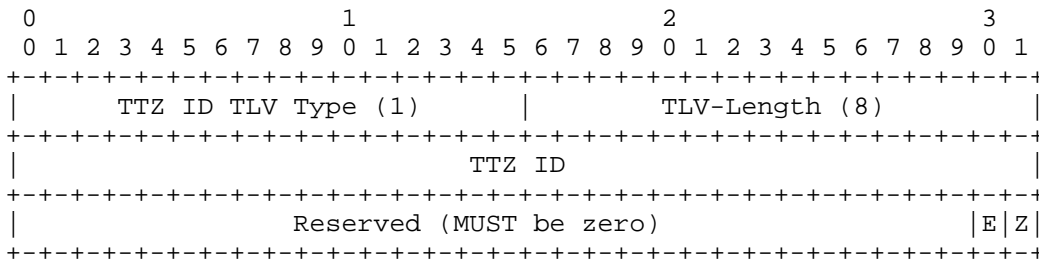 0                   1                   2                   3
 0 1 2 3 4 5 6 7 8 9 0 1 2 3 4 5 6 7 8 9 0 1 2 3 4 5 6 7 8 9 0 1
+-+-+-+-+-+-+-+-+-+-+-+-+-+-+-+-+-+-+-+-+-+-+-+-+-+-+-+-+-+-+-+-+
|      TTZ ID TLV Type (1)      |        TLV-Length (8)         |
+-+-+-+-+-+-+-+-+-+-+-+-+-+-+-+-+-+-+-+-+-+-+-+-+-+-+-+-+-+-+-+-+
|                            TTZ ID                             |
+-+-+-+-+-+-+-+-+-+-+-+-+-+-+-+-+-+-+-+-+-+-+-+-+-+-+-+-+-+-+-+-+
|                 Reserved (MUST be zero)                   |E|Z|
+-+-+-+-+-+-+-+-+-+-+-+-+-+-+-+-+-+-+-+-+-+-+-+-+-+-+-+-+-+-+-+-+